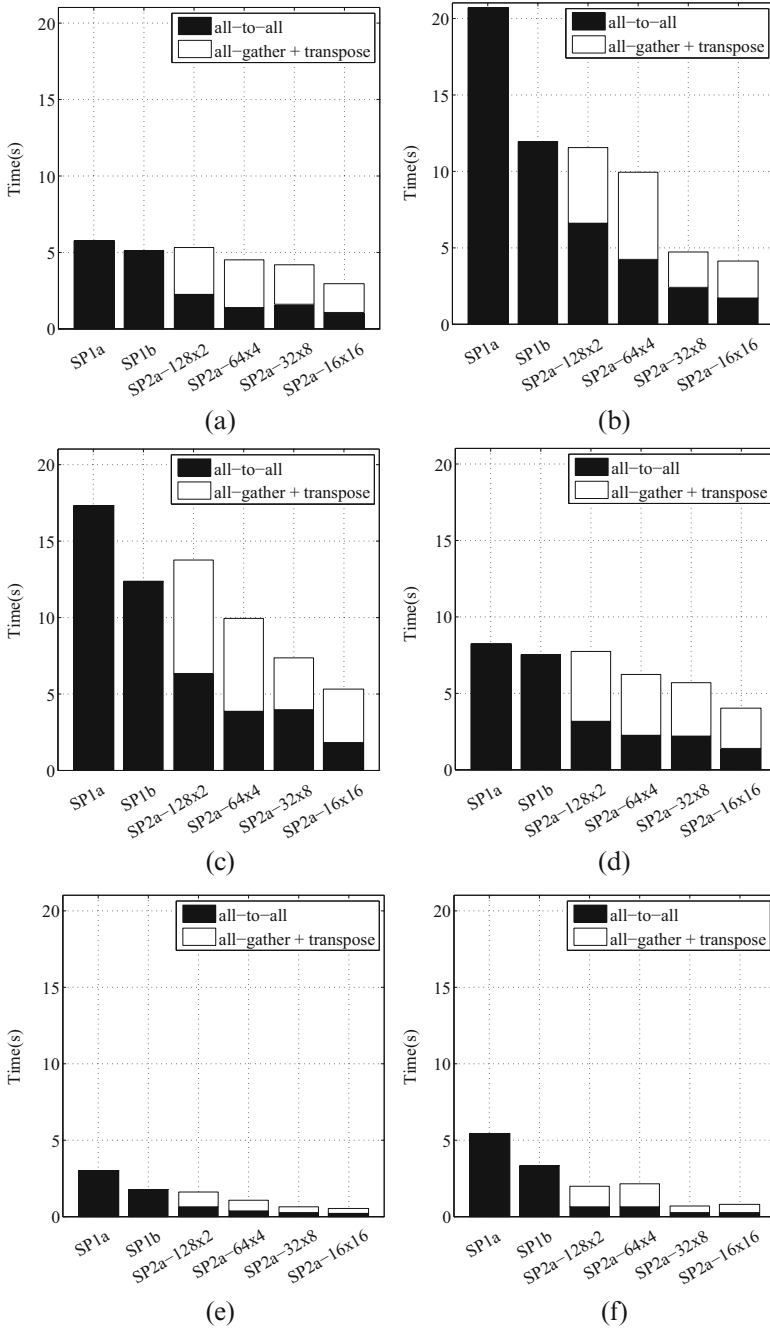 20
15
10
5
0
Time(s)
all-to-all
all-gather + transpose
SP1a
SP1b
SP2a-128x2
SP2a-64x4
SP2a-32x8
SP2a-16x16
(a)
20
15
10
5
0
Time(s)
all-to-all
all-gather + transpose
SP1a
SP1b
SP2a-128x2
SP2a-64x4
SP2a-32x8
SP2a-16x16
(b)
20
15
10
5
0
Time(s)
all-to-all
all-gather + transpose
SP1a
SP1b
SP2a-128x2
SP2a-64x4
SP2a-32x8
SP2a-16x16
(c)
20
15
10
5
0
Time(s)
all-to-all
all-gather + transpose
SP1a
SP1b
SP2a-128x2
SP2a-64x4
SP2a-32x8
SP2a-16x16
(d)
20
15
10
5
0
Time(s)
all-to-all
all-gather + transpose
SP1a
SP1b
SP2a-128x2
SP2a-64x4
SP2a-32x8
SP2a-16x16
(e)
20
15
10
5
0
Time(s)
all-to-all
all-gather + transpose
SP1a
SP1b
SP2a-128x2
SP2a-64x4
SP2a-32x8
SP2a-16x16
(f)